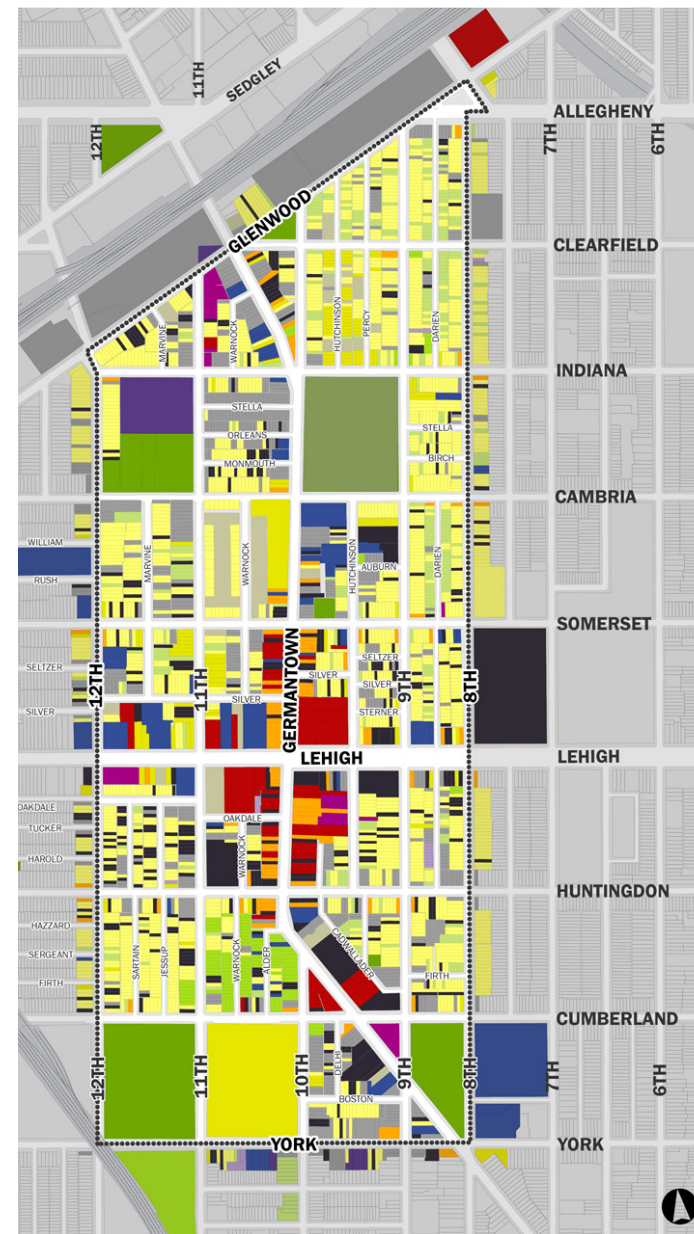 11TH
SEDGLEY
12TH
ALLEGHENY
7TH
6TH
GLENWOOD
CLEARFIELD
MARVINE
WARNOCK
HUTCHINSON
PERCY
DARIEN
INDIANA
STELLA
ORLEANS
MONMOUTH
STELLA
BIRCH
CAMBRIA
WILLIAM
RUSH
MARVINE
WARNOCK
HUTCHINSON
AUBURN
DARIEN
SOMERSET
SELTZER
SILVER
12TH
11TH
SILVER
GERMANTOWN
SILVER
SELTZER
SILVER
STERNER
9TH
8TH
LEHIGH
LEHIGH
OAKDALE
TUCKER
HAROLD
OAKDALE
WARNOCK
HUNTINGDON
HAZZARD
SERGEANT
FIRTH
SARTAIN
JESSUP
WARNOCK
ALDER
CADWALLADER
FIRTH
CUMBERLAND
12TH
11TH
10TH
DELHI
BOSTON
9TH
8TH
7TH
6TH
YORK
YORK